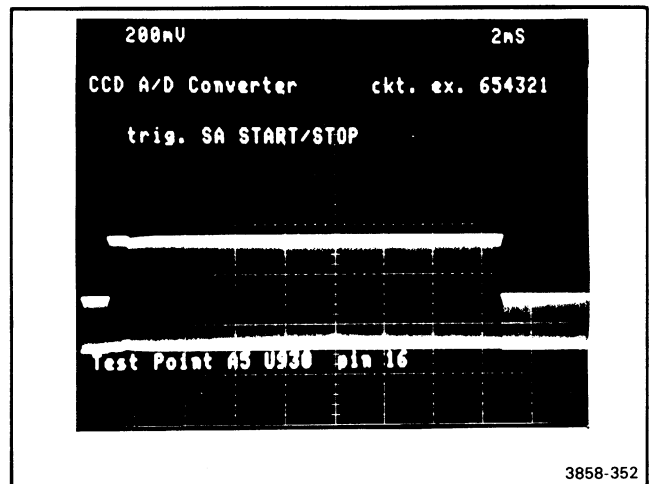 200mV 2mS
CCD A/D Converter ckt. ex. 654321
trig. SA START/STOP
Test Point A5 U930 pin 16
3858-352